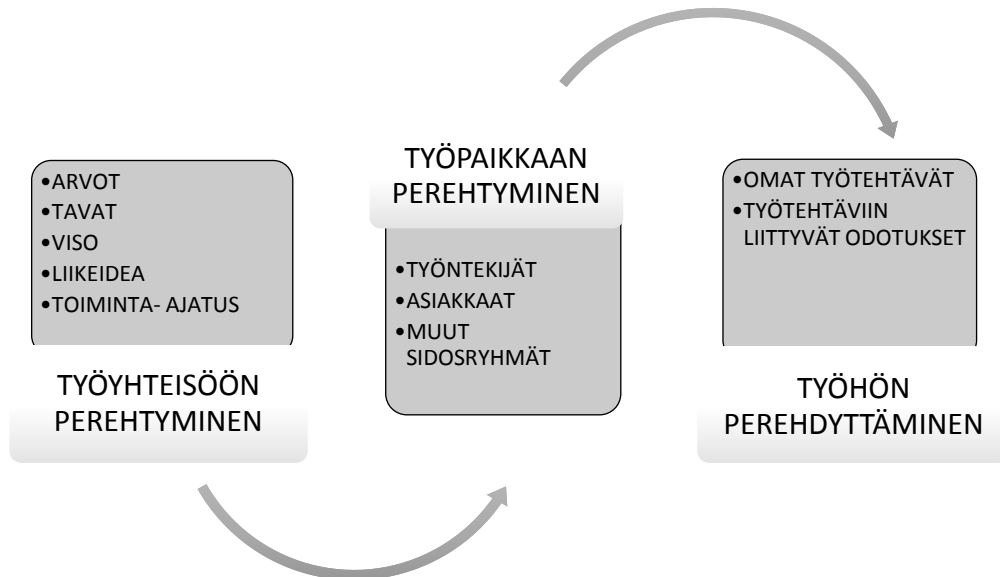 •ARVOT
•TAVAT
•VISO
•LIIKEIDEA
•TOIMINTA- AJATUS
TYÖYHTEISÖÖN
PEREHTYMINEN
TYÖPAIKKAAN
PEREHTYMINEN
•TYÖNTEKIJÄT
•ASIAKKAAT
•MUUT
SIDOSRYHMÄT
•OMAT TYÖTEHTÄVÄT
•TYÖTEHTÄVIIN
LIITTYVÄT ODOTUKSET
TYÖHÖN
PEREHDYTTÄMINEN